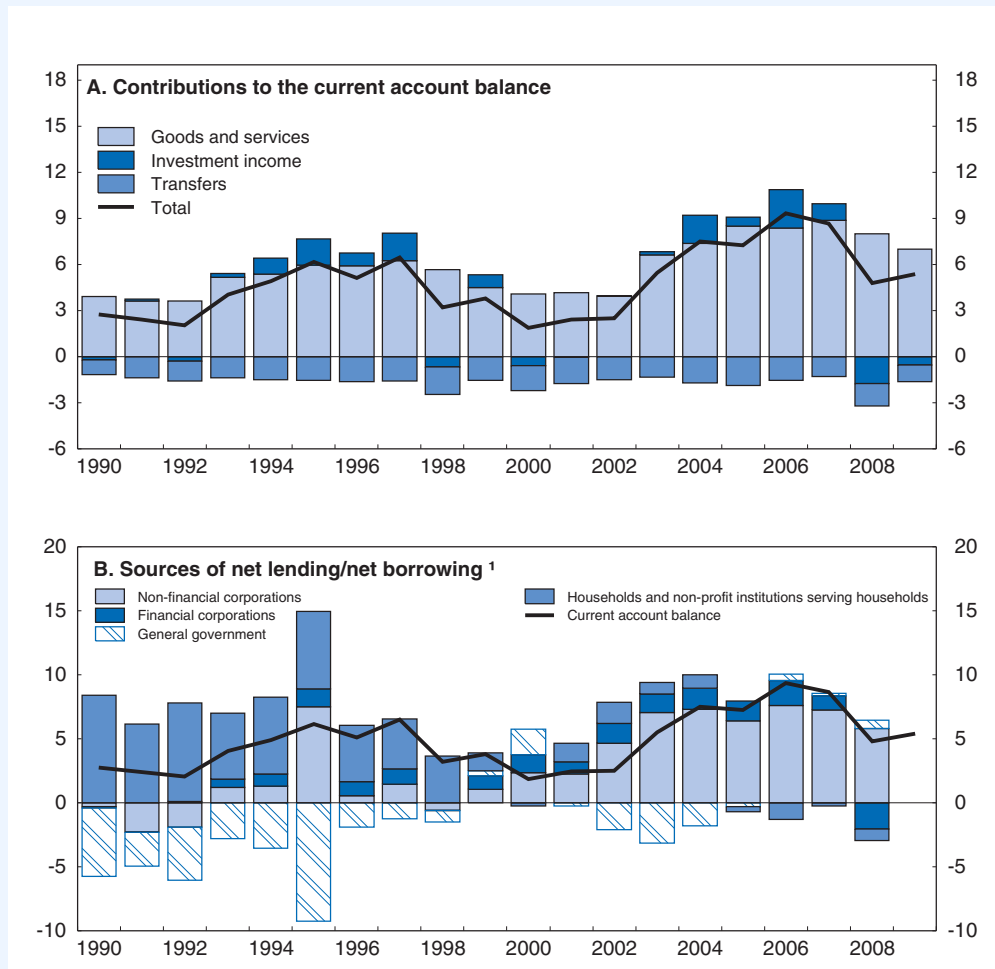 A. Contributions to the current account balance
Goods and services
Investment income
Transfers
Total
18 18
15 15
12 12
9 9
6 6
3 3
0 0
-3 -3
-6 -6
1990 1992 1994 1996 1998 2000 2002 2004 2006 2008
B. Sources of net lending/net borrowing ¹
Non-financial corporations
Financial corporations
General government
Households and non-profit institutions serving households
Current account balance
20 20
15 15
10 10
5 5
0 0
-5 -5
-10 -10
1990 1992 1994 1996 1998 2000 2002 2004 2006 2008